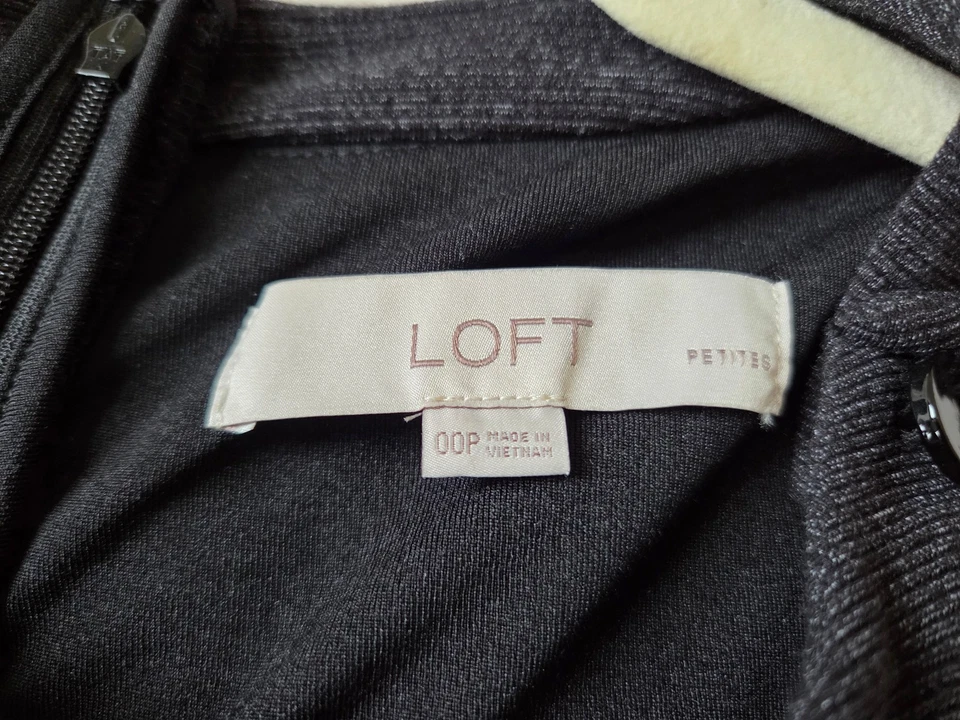 LOFT
PETITES
00P MADE IN
VIETNAM